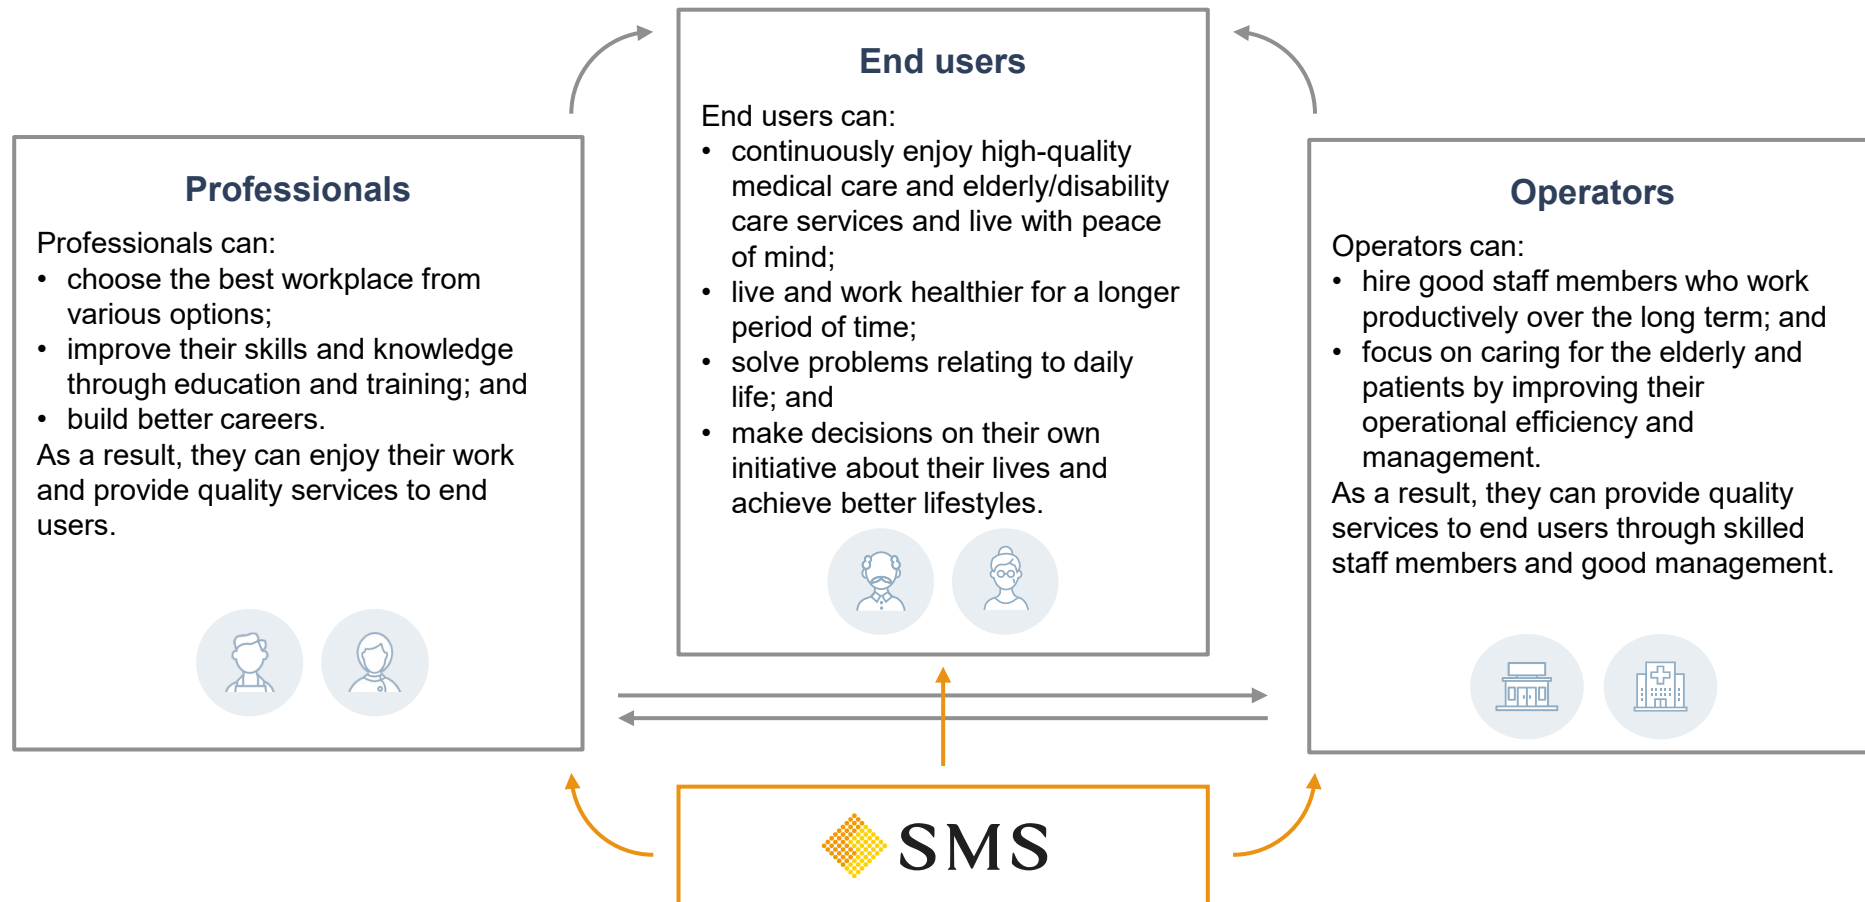 Professionals
Professionals can:
• choose the best workplace from
various options;
• improve their skills and knowledge
through education and training; and
• build better careers.
As a result, they can enjoy their work
and provide quality services to end
users.
End users
End users can:
• continuously enjoy high-quality
medical care and elderly/disability
care services and live with peace
of mind;
• live and work healthier for a longer
period of time;
• solve problems relating to daily
life; and
• make decisions on their own
initiative about their lives and
achieve better lifestyles.
Operators
Operators can:
• hire good staff members who work
productively over the long term; and
• focus on caring for the elderly and
patients by improving their
operational efficiency and
management.
As a result, they can provide quality
services to end users through skilled
staff members and good management.
SMS